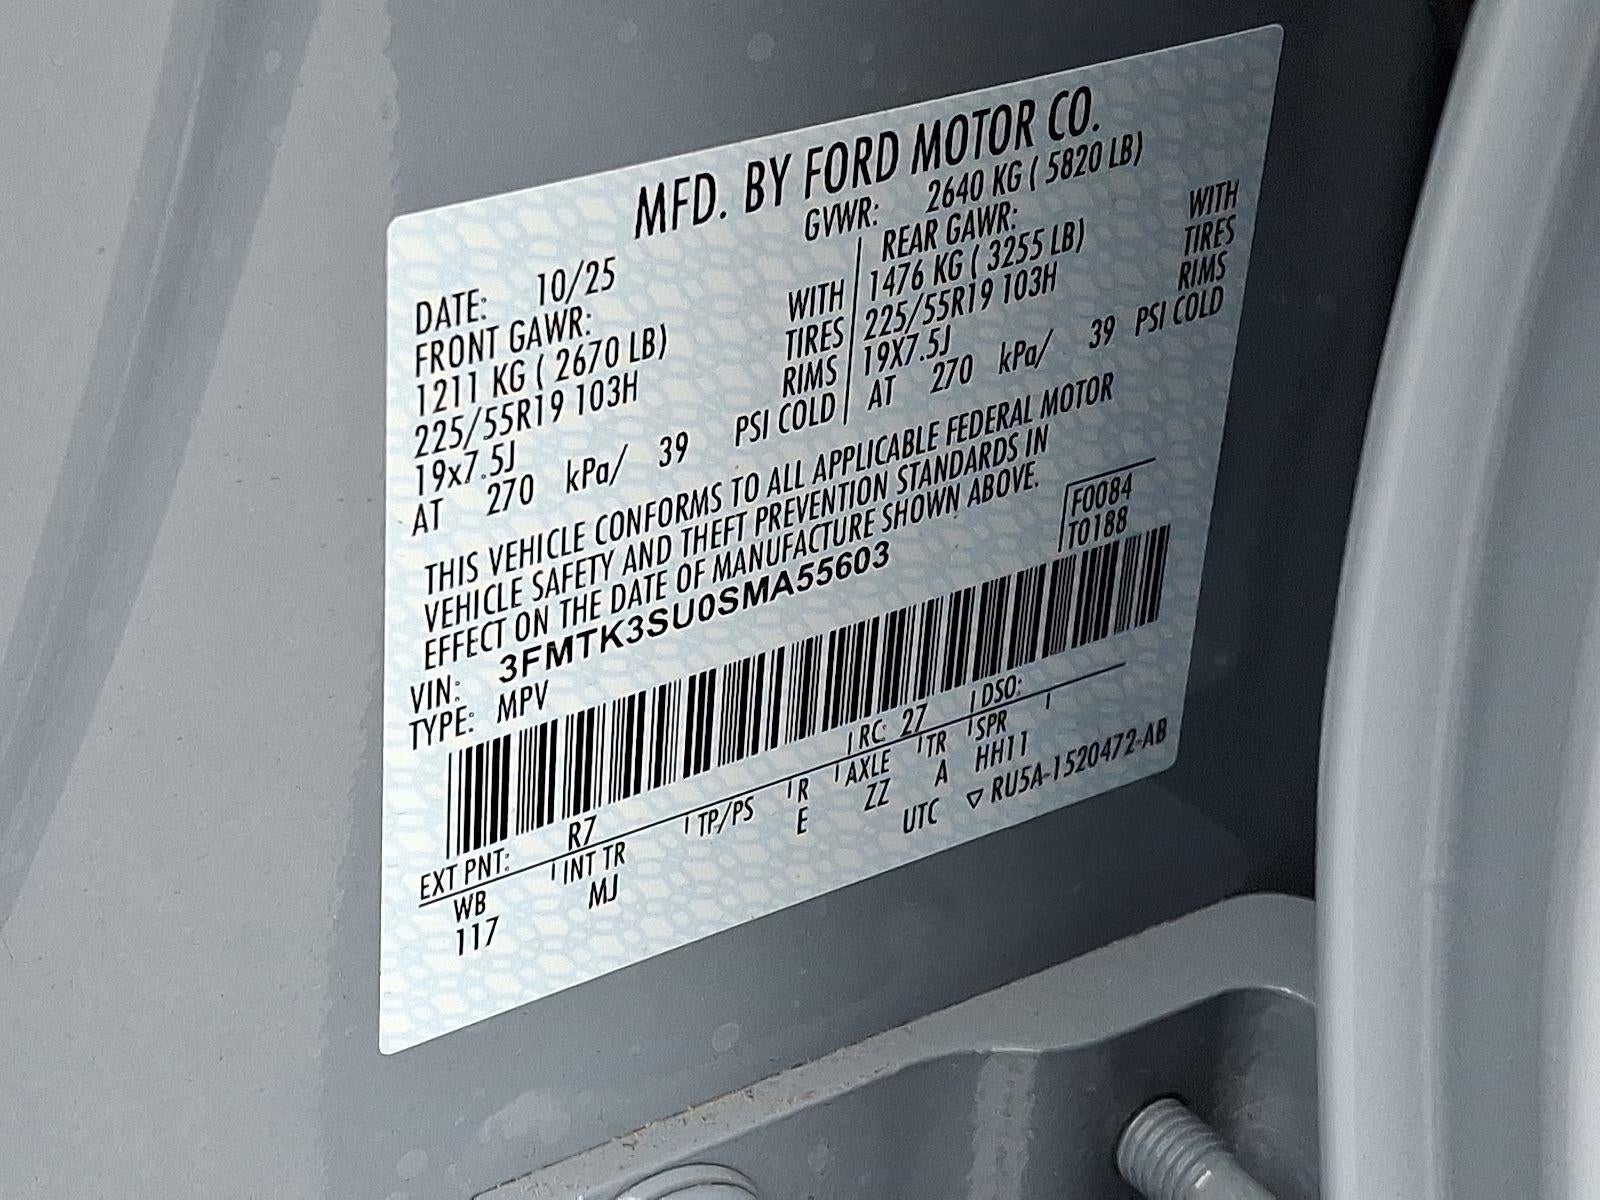 MFD. BY FORD MOTOR CO.
DATE: 10/25 GVWR: 2640 KG ( 5820 LB)
FRONT GAWR: REAR GAWR:
1211 KG ( 2670 LB) WITH 1476 KG ( 3255 LB) WITH
225/55R19 103H TIRES 225/55R19 103H TIRES
19x7.5J RIMS 19X7.5J RIMS
AT 270 kPa/ 39 PSI COLD AT 270 kPa/ 39 PSI COLD
THIS VEHICLE CONFORMS TO ALL APPLICABLE FEDERAL MOTOR
VEHICLE SAFETY AND THEFT PREVENTION STANDARDS IN
EFFECT ON THE DATE OF MANUFACTURE SHOWN ABOVE.
F0084
T0188
VIN: 3FMTK3SU0SMA55603
TYPE: MPV
EXT PNT: R7 RC: 27 DSO:
WB INT TR TP/PS R AXLE TR SPR
117 MJ E ZZ A HH11
UTC ▽ RU5A-1520472-AB